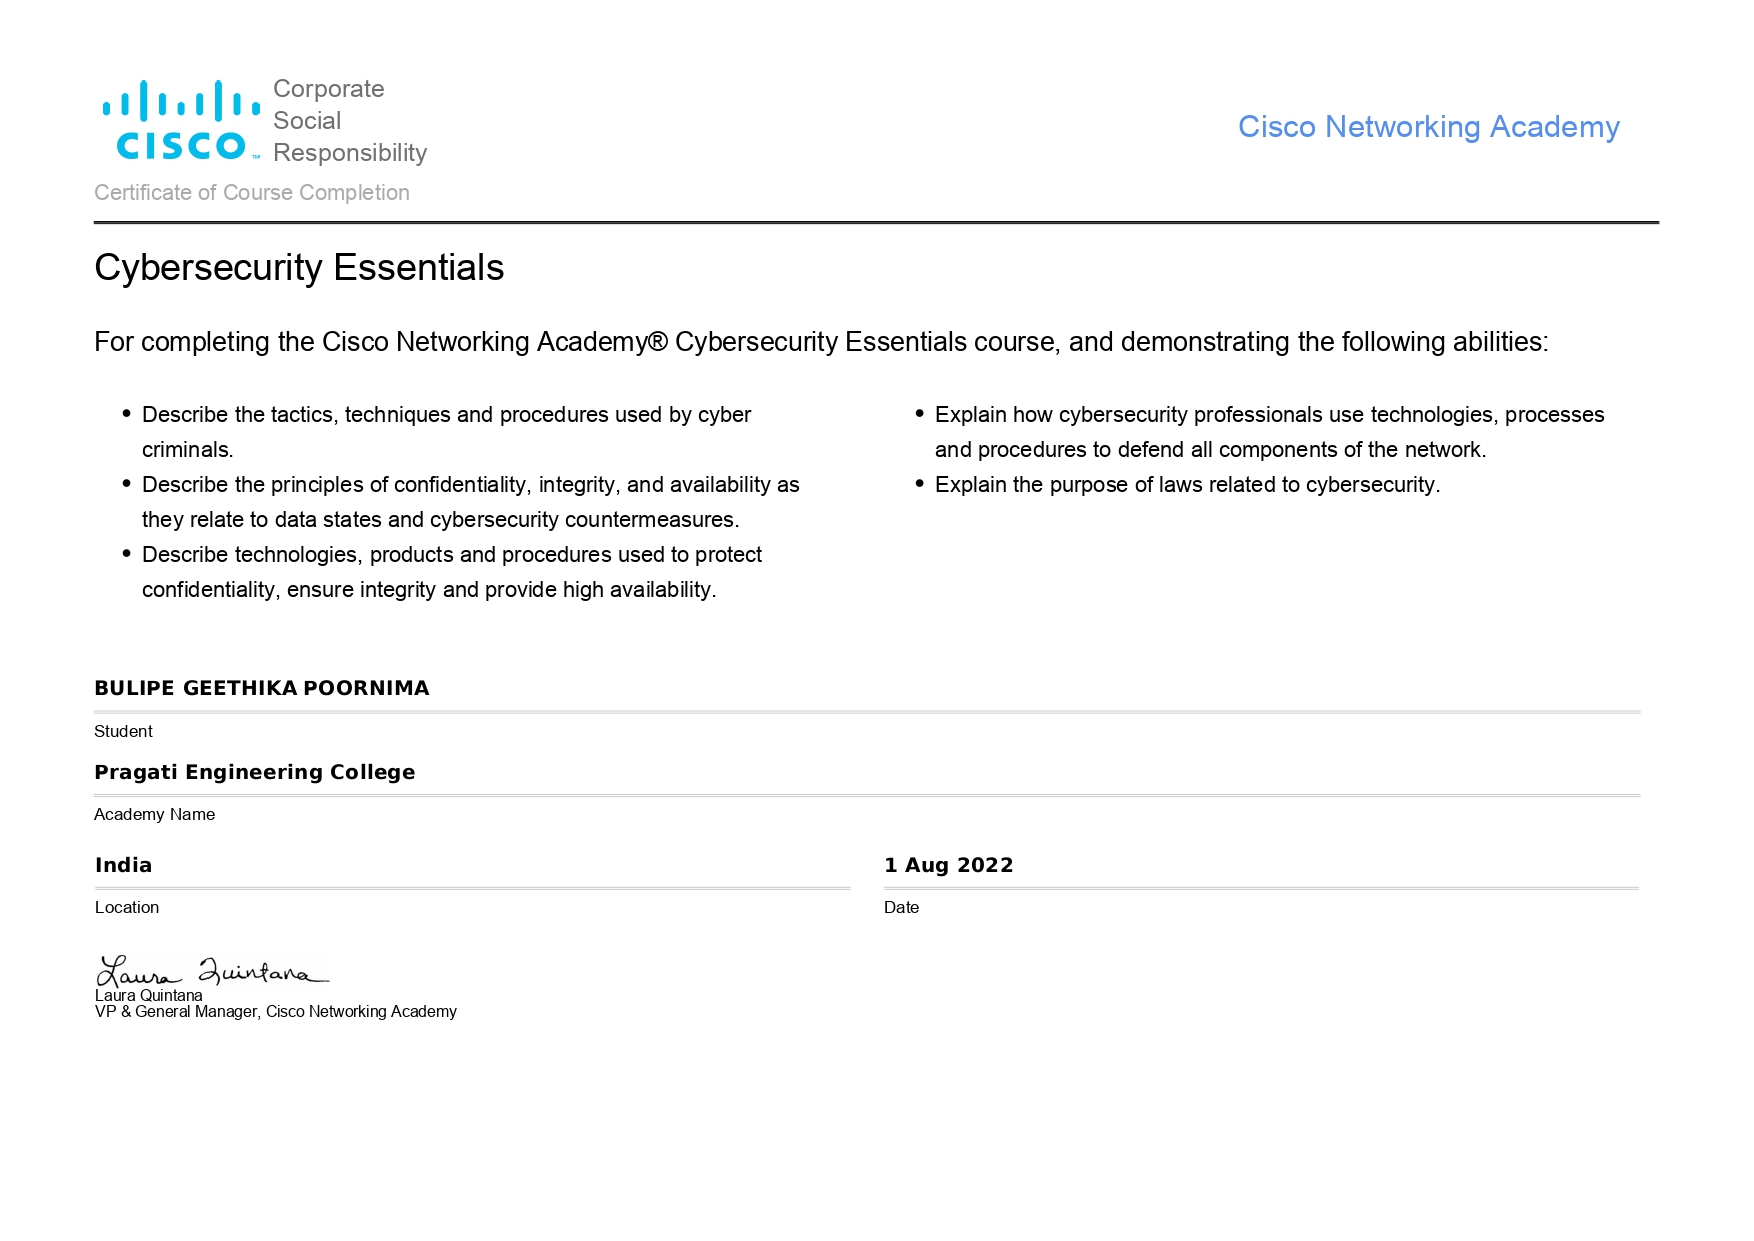 CISCO
Corporate
Social
Responsibility
Cisco Networking Academy
Certificate of Course Completion
Cybersecurity Essentials
For completing the Cisco Networking Academy® Cybersecurity Essentials course, and demonstrating the following abilities:
• Describe the tactics, techniques and procedures used by cyber
criminals.
• Describe the principles of confidentiality, integrity, and availability as
they relate to data states and cybersecurity countermeasures.
• Describe technologies, products and procedures used to protect
confidentiality, ensure integrity and provide high availability.
• Explain how cybersecurity professionals use technologies, processes
and procedures to defend all components of the network.
• Explain the purpose of laws related to cybersecurity.
BULIPE GEETHIKA POORNIMA
Student
Pragati Engineering College
Academy Name
India
Location
1 Aug 2022
Date
Laura Quintana
Laura Quintana
VP & General Manager, Cisco Networking Academy